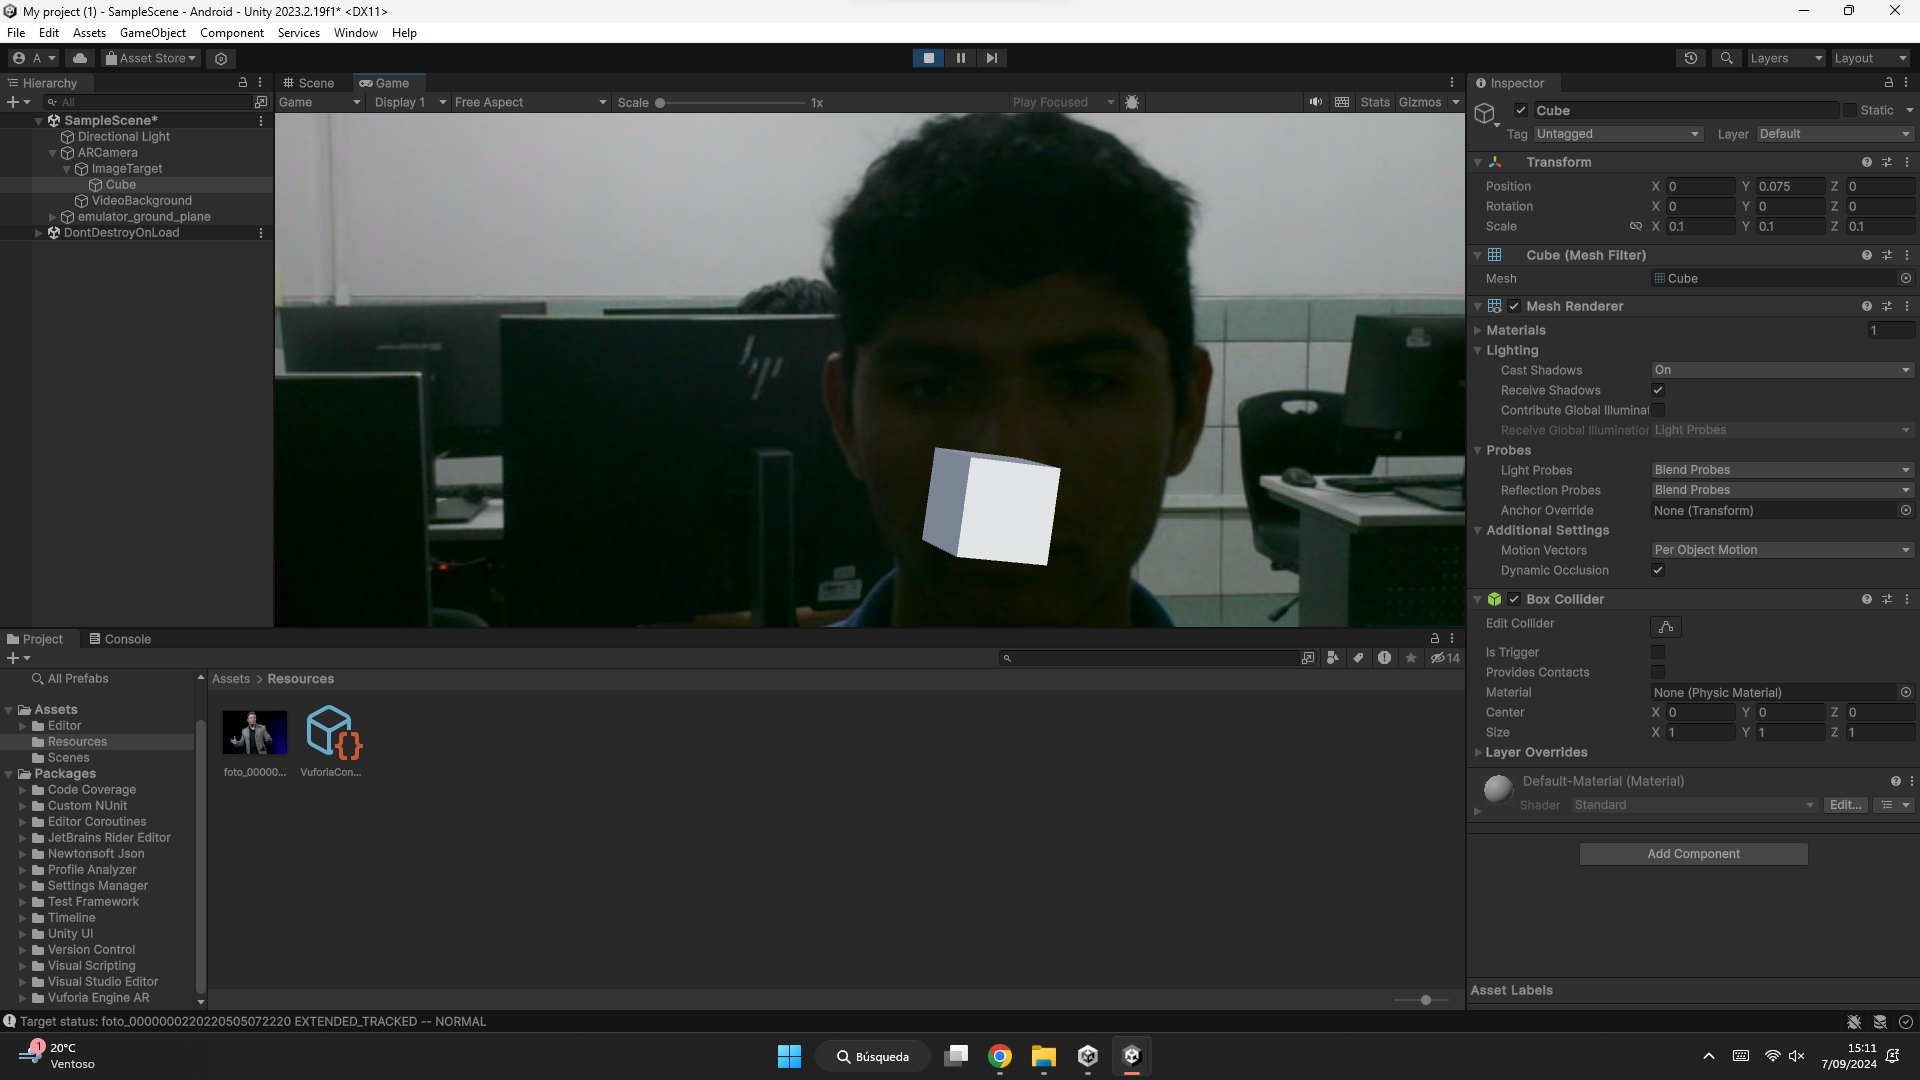 My project (1) - SampleScene - Android - Unity 2023.2.19f1* <DX11>
File Edit Assets GameObject Component Services Window Help
A Asset Store Layers Layout
Hierarchy
All
SampleScene*
Directional Light
ARCamera
ImageTarget
Cube
VideoBackground
emulator_ground_plane
DontDestroyOnLoad
Scene Game
Game Display 1 Free Aspect Scale 1x Play Focused Stats Gizmos
Inspector
Cube Static
Tag Untagged Layer Default
Transform
Position X 0 Y 0.075 Z 0
Rotation X 0 Y 0 Z 0
Scale X 0.1 Y 0.1 Z 0.1
Cube (Mesh Filter)
Mesh Cube
Mesh Renderer
Materials 1
Lighting
Cast Shadows On
Receive Shadows
Contribute Global Illuminat
Receive Global Illumination Light Probes
Probes
Light Probes Blend Probes
Reflection Probes Blend Probes
Anchor Override None (Transform)
Additional Settings
Motion Vectors Per Object Motion
Dynamic Occlusion
Box Collider
Edit Collider
Is Trigger
Provides Contacts
Material None (Physic Material)
Center X 0 Y 0 Z 0
Size X 1 Y 1 Z 1
Layer Overrides
Default-Material (Material)
Shader Standard Edit...
Add Component
Asset Labels
Project Console
14
All Prefabs
Assets
Editor
Resources
Scenes
Packages
Code Coverage
Custom NUnit
Editor Coroutines
JetBrains Rider Editor
Newtonsoft Json
Profile Analyzer
Settings Manager
Test Framework
Timeline
Unity UI
Version Control
Visual Scripting
Visual Studio Editor
Vuforia Engine AR
Assets > Resources
foto_00000... VuforiaCon...
Target status: foto_0000000220220505072220 EXTENDED_TRACKED -- NORMAL
1
20°C
Ventoso
Búsqueda
15:11
7/09/2024